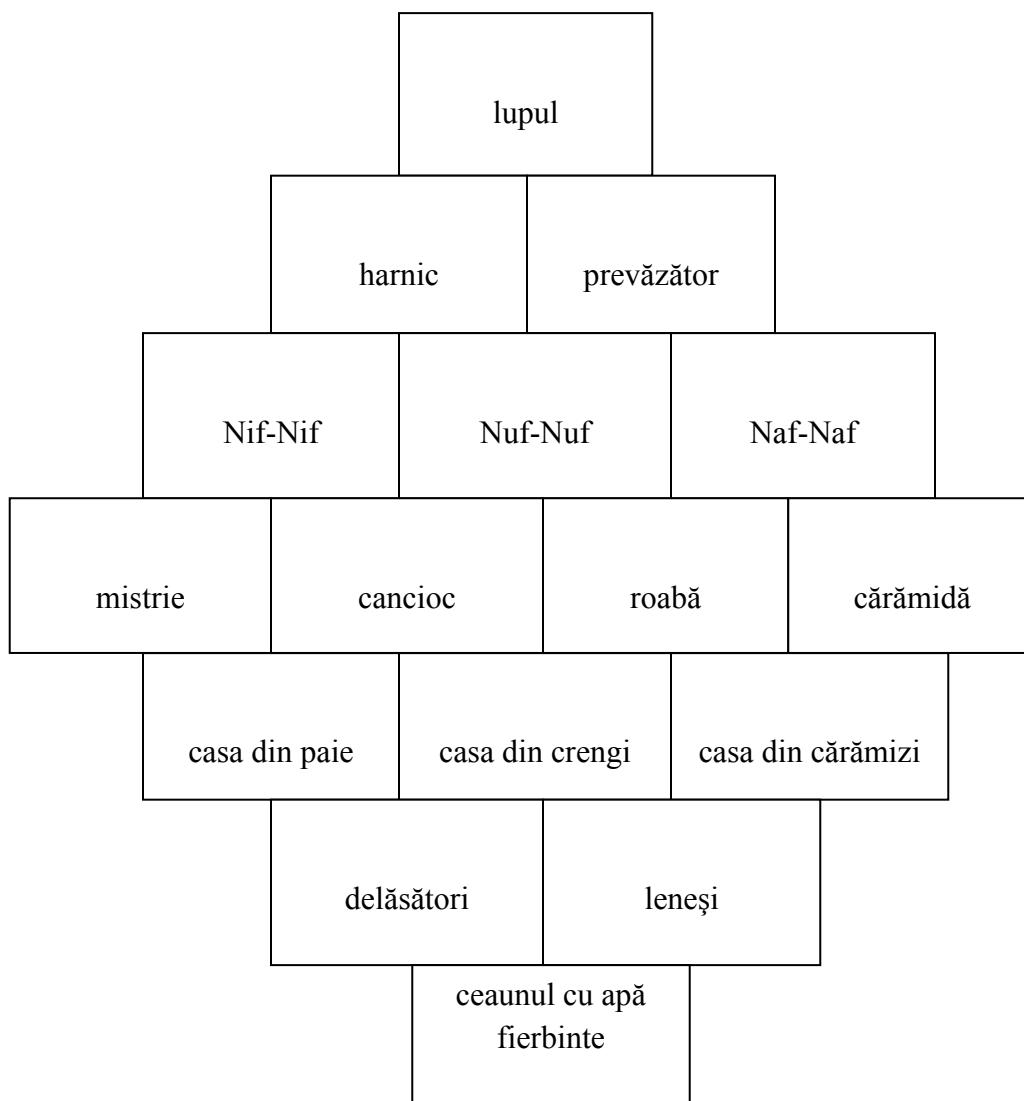 lupul
harnic prevăzător
Nif-Nif Nuf-Nuf Naf-Naf
mistrie cancioc roabă cărămidă
casa din paie casa din crengi casa din cărămizi
delăsători leneşi
ceaunul cu apă
fierbinte